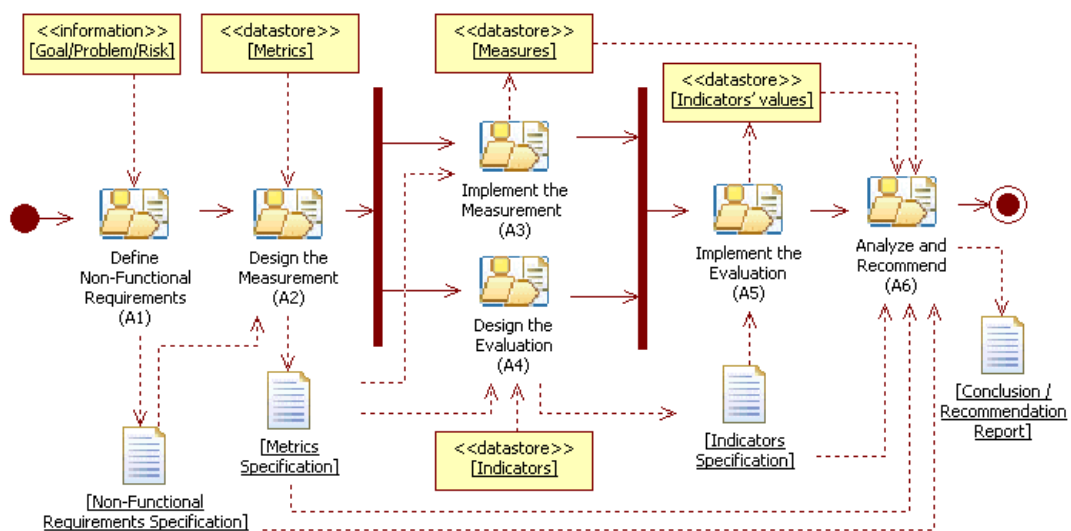 <<information>>
[Goal/Problem/Risk]
<<datastore>>
[Metrics]
<<datastore>>
[Measures]
<<datastore>>
[Indicators' values]
Define
Non-Functional
Requirements
(A1)
Design the
Measurement
(A2)
Implement the
Measurement
(A3)
Design the
Evaluation
(A4)
Implement the
Evaluation
(A5)
Analyze and
Recommend
(A6)
[Non-Functional
Requirements Specification]
[Metrics
Specification]
<<datastore>>
[Indicators]
[Indicators
Specification]
[Conclusion /
Recommendation
Report]